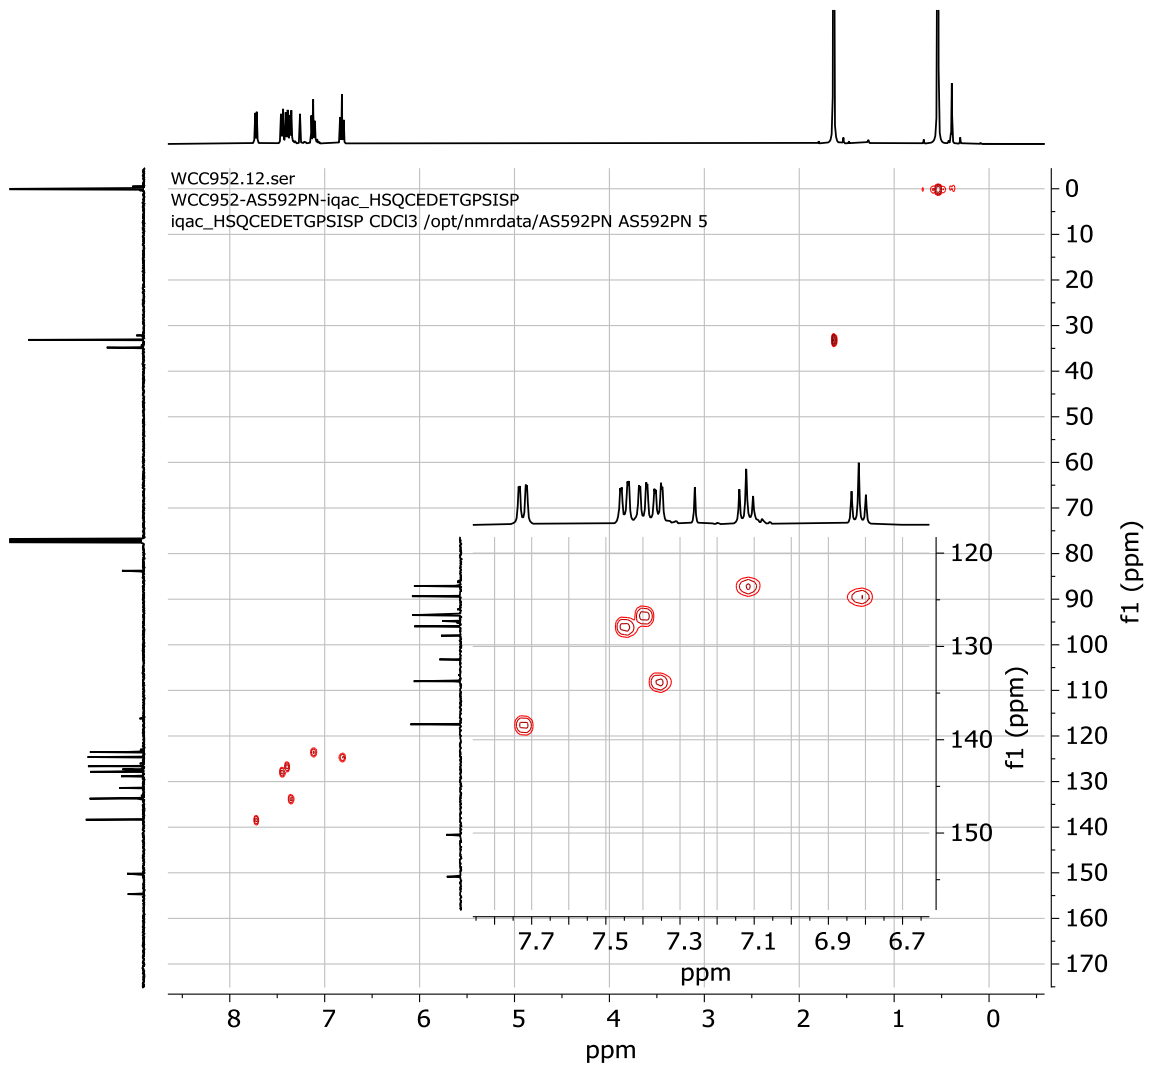 WCC952.12.ser
WCC952-AS592PN-iqac_HSQCEDETGPSISP
iqac_HSQCEDETGPSISP CDCl3 /opt/nmrdata/AS592PN AS592PN 5
0
10
20
30
40
50
60
70
80
90
100
110
120
130
140
150
160
170
f1 (ppm)
120
130
140
150
f1 (ppm)
7.7 7.5 7.3 7.1 6.9 6.7
ppm
8 7 6 5 4 3 2 1 0
ppm